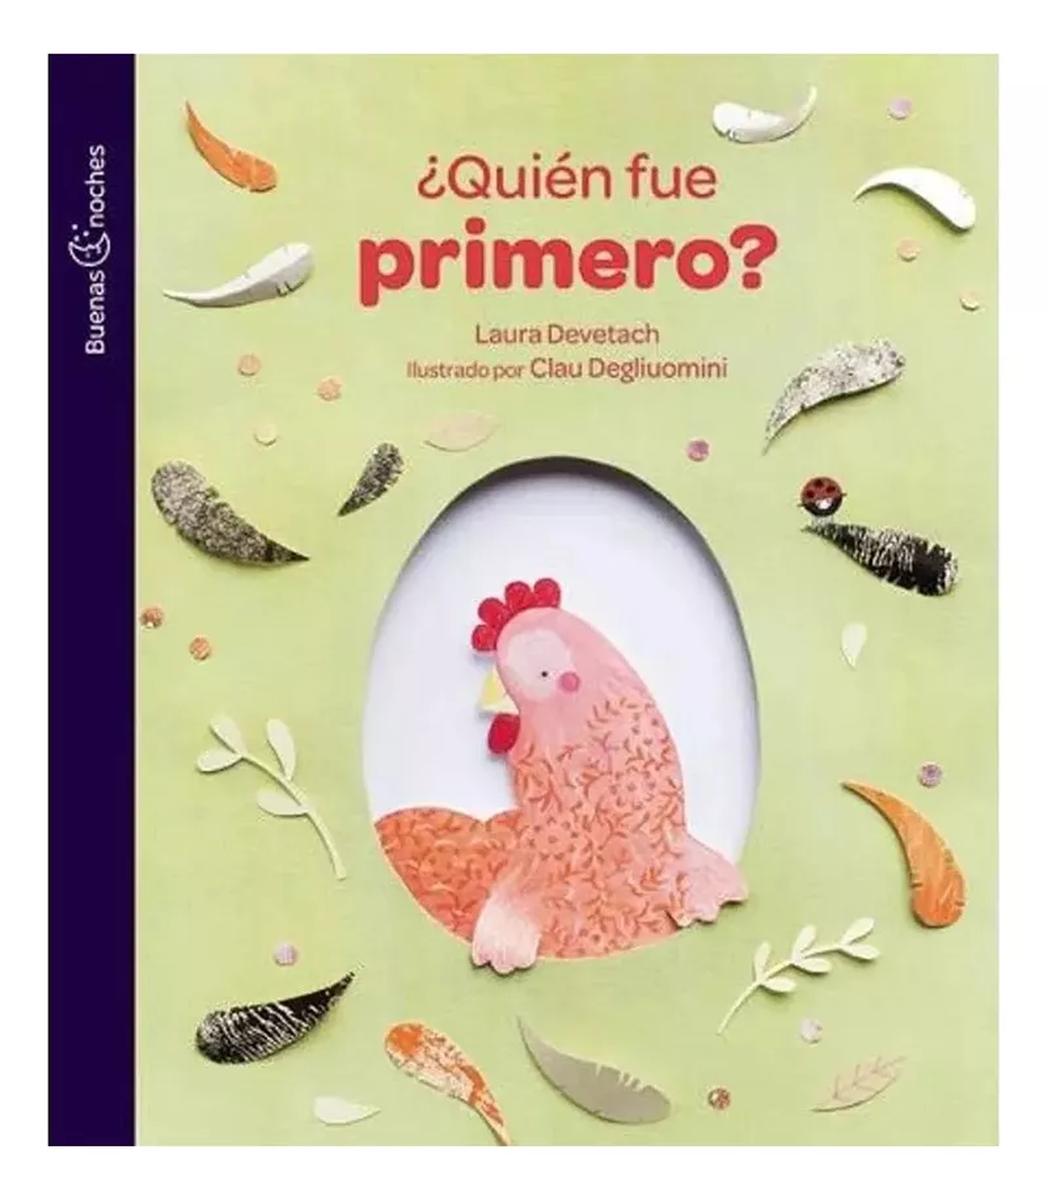 Buenas noches
¿Quién fue
primero?
Laura Devetach
Ilustrado por Clau Degliuomini